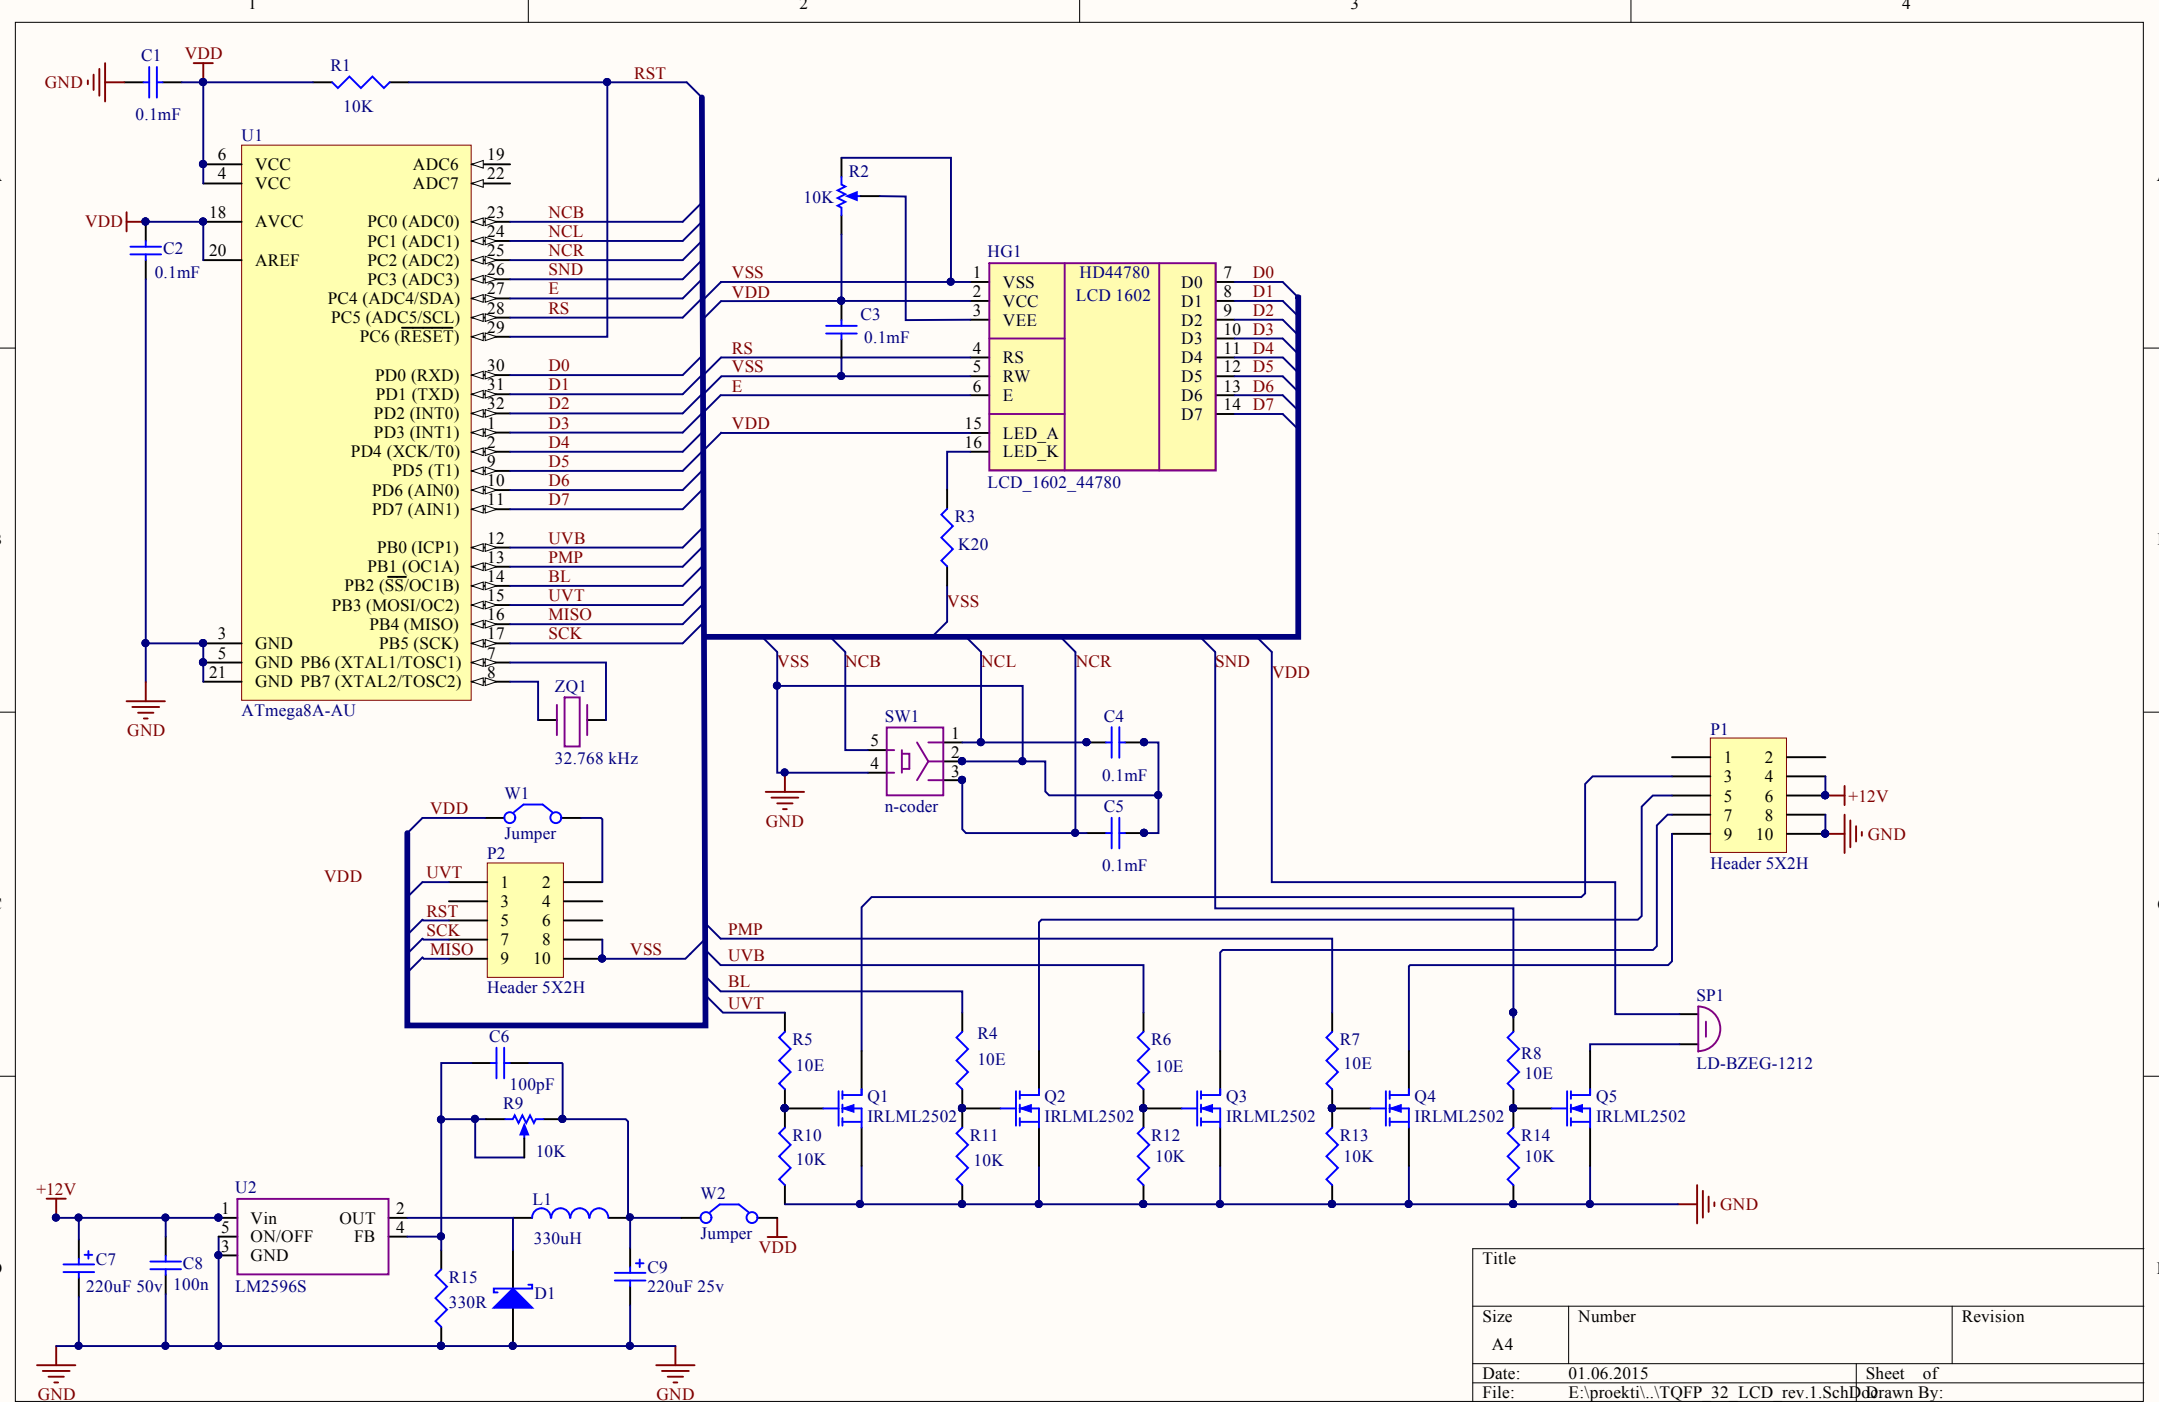 1 2 3 4
C1 VDD
GND
0.1mF
R1
10K
RST
U1
6 VCC
4 VCC
18 AVCC
20 AREF
VDD
C2
0.1mF
3 GND
5 GND
21 GND
GND
ADC6 19
ADC7 22
PC0 (ADC0) 23 NCB
PC1 (ADC1) 24 NCL
PC2 (ADC2) 25 NCR
PC3 (ADC3) 26 SND
PC4 (ADC4/SDA) 27 E
PC5 (ADC5/SCL) 28 RS
PC6 (RESET) 29
PD0 (RXD) 30 D0
PD1 (TXD) 31 D1
PD2 (INT0) 32 D2
PD3 (INT1) 1 D3
PD4 (XCK/T0) 2 D4
PD5 (T1) 9 D5
PD6 (AIN0) 10 D6
PD7 (AIN1) 11 D7
PB0 (ICP1) 12 UVB
PB1 (OC1A) 13 PMP
PB2 (SS/OC1B) 14 BL
PB3 (MOSI/OC2) 15 UVT
PB4 (MISO) 16 MISO
PB5 (SCK) 17 SCK
PB6 (XTAL1/TOSC1) 7
PB7 (XTAL2/TOSC2) 8
ATmega8A-AU
ZQ1
32.768 kHz
R2
10K
C3
0.1mF
HG1
HD44780
LCD 1602
VSS 1 VSS
VDD 2 VCC
3 VEE
RS 4 RS
VSS 5 RW
E 6 E
VDD 15 LED_A
16 LED_K
D0 7 D0
D1 8 D1
D2 9 D2
D3 10 D3
D4 11 D4
D5 12 D5
D6 13 D6
D7 14 D7
LCD_1602_44780
R3
K20
VSS
VSS NCB NCL NCR SND VDD
SW1
5 1
4 2
3
n-coder
GND
C4
0.1mF
C5
0.1mF
P1
1 2
3 4
5 6
7 8
9 10
+12V
GND
Header 5X2H
VDD
W1
Jumper
P2
VDD
UVT 1 2
3 4
RST 5 6
SCK 7 8
MISO 9 10
VSS
Header 5X2H
PMP
UVB
BL
UVT
SP1
LD-BZEG-1212
R5
10E
R4
10E
R6
10E
R7
10E
R8
10E
Q1
IRLML2502
Q2
IRLML2502
Q3
IRLML2502
Q4
IRLML2502
Q5
IRLML2502
R10
10K
R11
10K
R12
10K
R13
10K
R14
10K
GND
C6
100pF
R9
10K
+12V
U2
1 Vin OUT 2
5 ON/OFF FB 4
3 GND
LM2596S
C7
220uF 50v
C8
100n
R15
330R
D1
L1
330uH
C9
220uF 25v
W2
Jumper
VDD
GND
GND
Title
Size
A4
Number
Revision
Date: 01.06.2015 Sheet of
File: E:\proekti\..\TQFP_32_LCD_rev.1.SchDoc Drawn By: